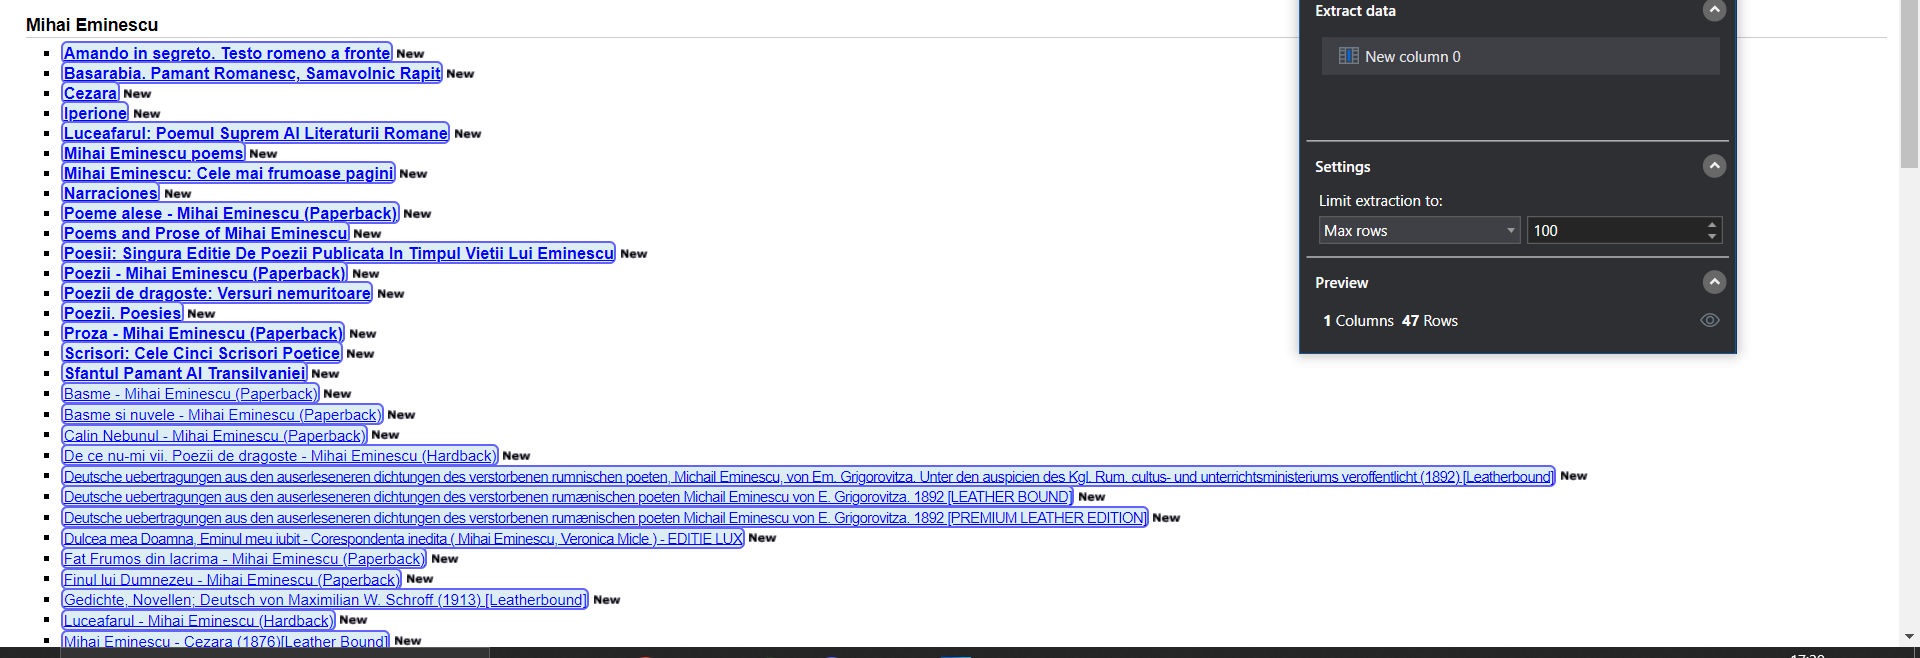 Mihai Eminescu
Amando in segreto. Testo romeno a fronte New
Basarabia. Pamant Romanesc, Samavolnic Rapit New
Cezara New
Iperione New
Luceafarul: Poemul Suprem Al Literaturii Romane New
Mihai Eminescu poems New
Mihai Eminescu: Cele mai frumoase pagini New
Narraciones New
Poeme alese - Mihai Eminescu (Paperback) New
Poems and Prose of Mihai Eminescu New
Poesii: Singura Editie De Poezii Publicata In Timpul Vietii Lui Eminescu New
Poezii - Mihai Eminescu (Paperback) New
Poezii de dragoste: Versuri nemuritoare New
Poezii. Poesies New
Proza - Mihai Eminescu (Paperback) New
Scrisori: Cele Cinci Scrisori Poetice New
Sfantul Pamant Al Transilvaniei New
Basme - Mihai Eminescu (Paperback) New
Basme si nuvele - Mihai Eminescu (Paperback) New
Calin Nebunul - Mihai Eminescu (Paperback) New
De ce nu-mi vii. Poezii de dragoste - Mihai Eminescu (Hardback) New
Deutsche uebertragungen aus den auserleseneren dichtungen des verstorbenen rumnischen poeten, Michail Eminescu, von Em. Grigorovitza. Unter den auspicien des Kgl. Rum. cultus- und unterrichtsministeriums veroffentlicht (1892) [Leatherbound] New
Deutsche uebertragungen aus den auserleseneren dichtungen des verstorbenen rumænischen poeten Michail Eminescu von E. Grigorovitza. 1892 [LEATHER BOUND] New
Deutsche uebertragungen aus den auserleseneren dichtungen des verstorbenen rumænischen poeten Michail Eminescu von E. Grigorovitza. 1892 [PREMIUM LEATHER EDITION] New
Dulcea mea Doamna, Eminul meu iubit - Corespondenta inedita ( Mihai Eminescu, Veronica Micle ) - EDITIE LUX New
Fat Frumos din lacrima - Mihai Eminescu (Paperback) New
Finul lui Dumnezeu - Mihai Eminescu (Paperback) New
Gedichte, Novellen; Deutsch von Maximilian W. Schroff (1913) [Leatherbound] New
Luceafarul - Mihai Eminescu (Hardback) New
Mihai Eminescu - Cezara (1876)[Leather Bound] New
Extract data
New column 0
Settings
Limit extraction to:
Max rows 100
Preview
1 Columns 47 Rows